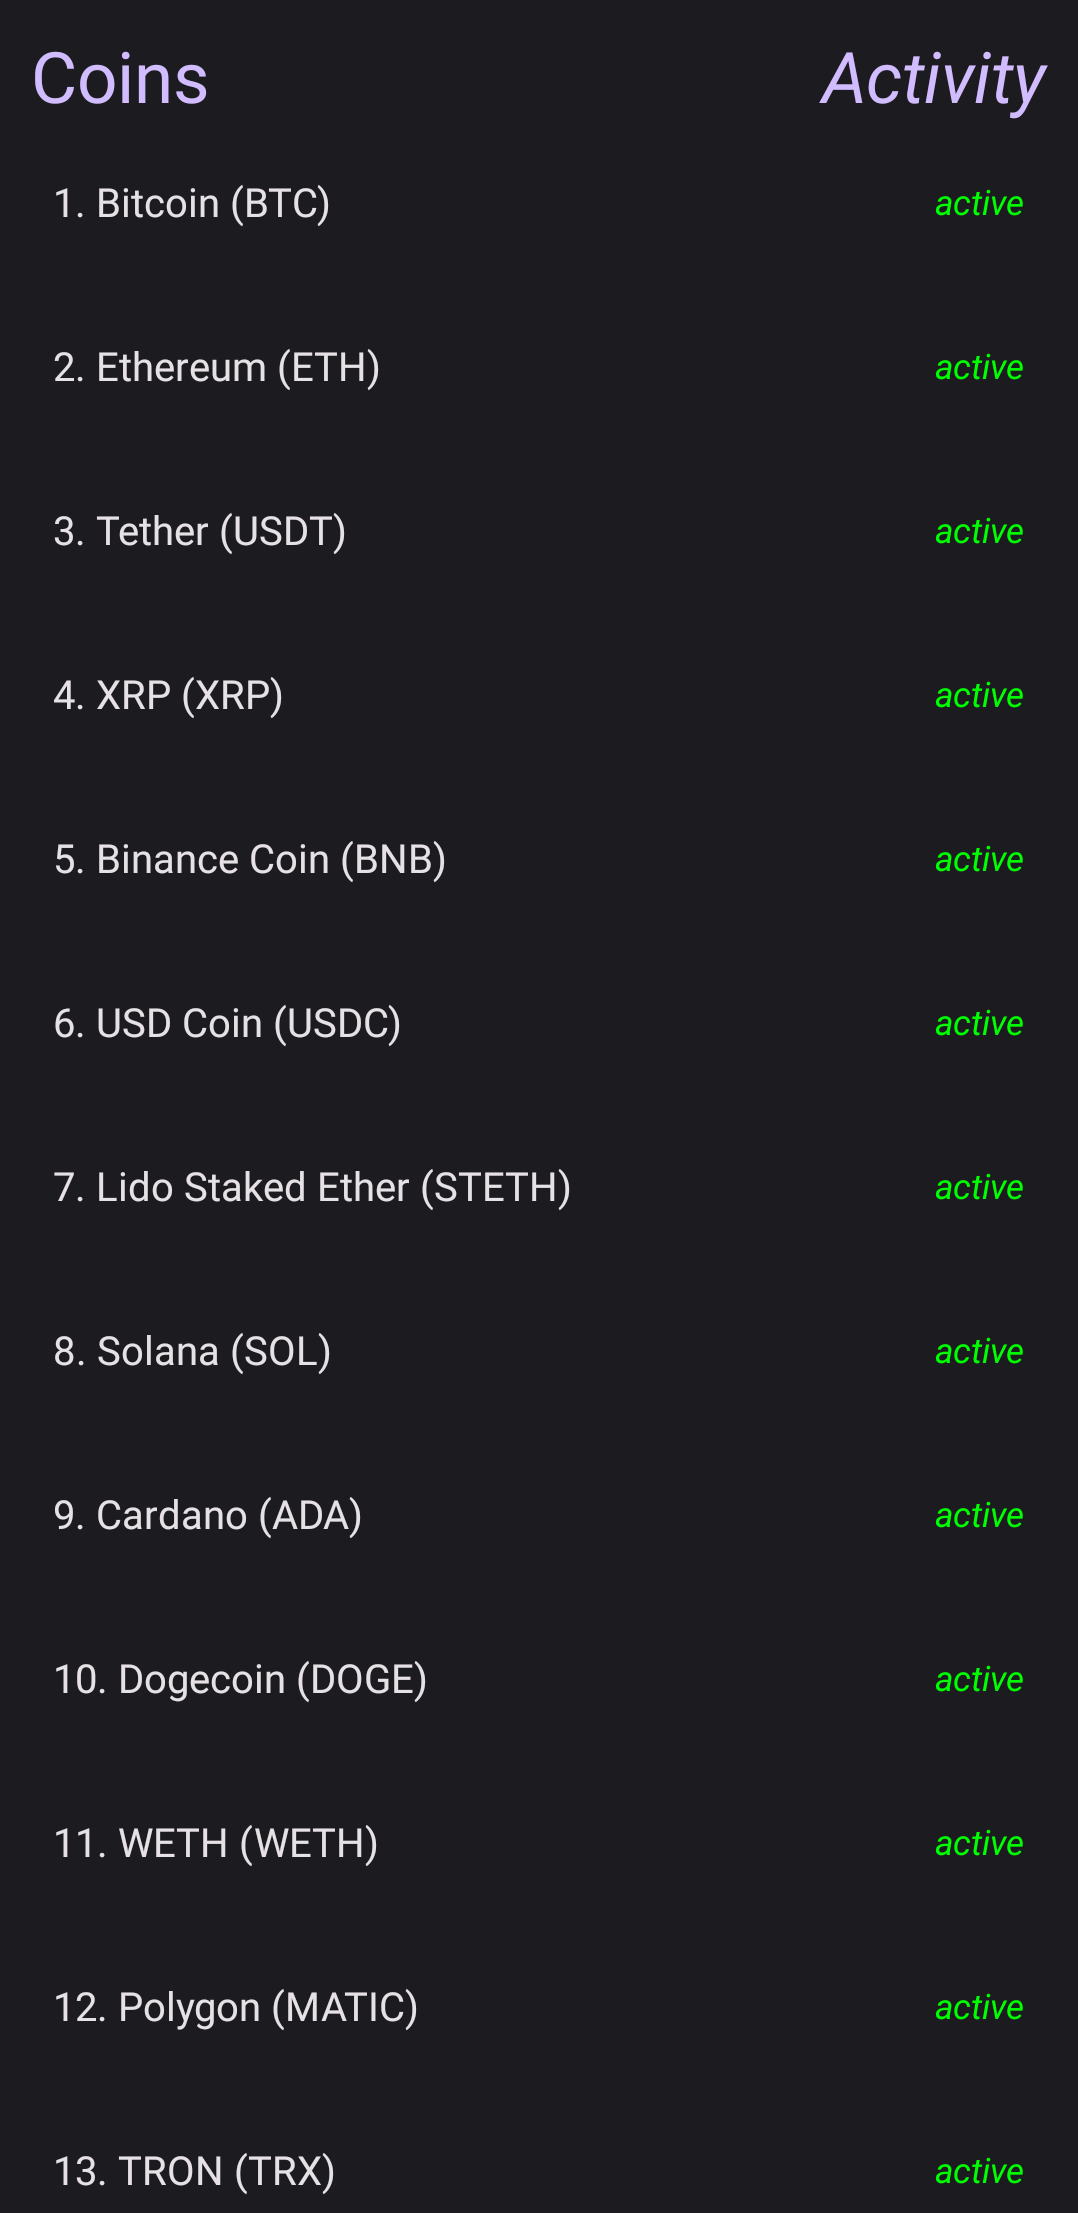 Coins Activity
1. Bitcoin (BTC) active
2. Ethereum (ETH) active
3. Tether (USDT) active
4. XRP (XRP) active
5. Binance Coin (BNB) active
6. USD Coin (USDC) active
7. Lido Staked Ether (STETH) active
8. Solana (SOL) active
9. Cardano (ADA) active
10. Dogecoin (DOGE) active
11. WETH (WETH) active
12. Polygon (MATIC) active
13. TRON (TRX) active